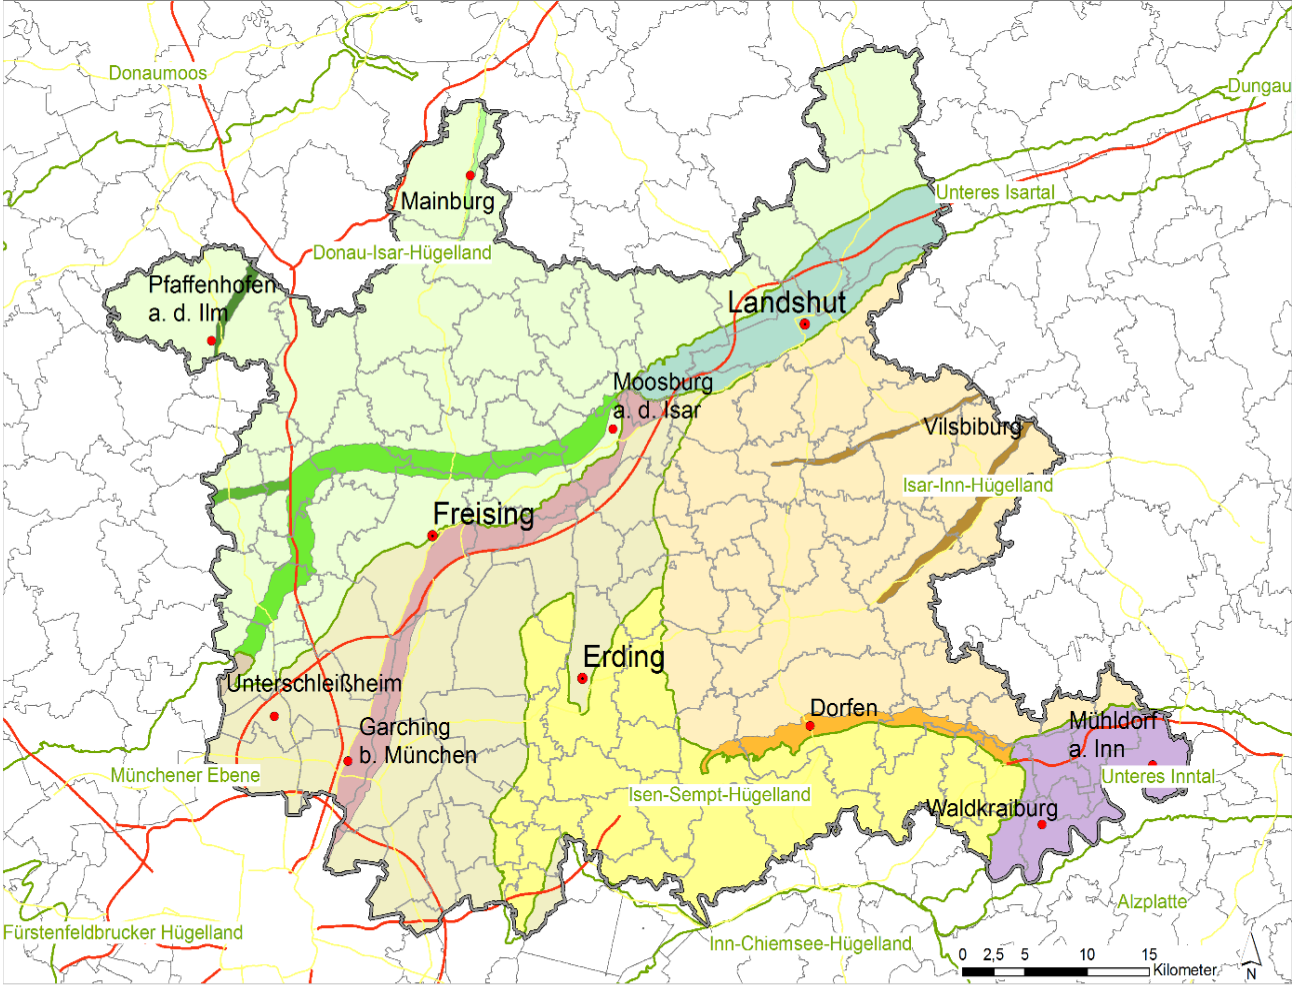 Donaumoos
Dungau
Mainburg
Unteres Isartal
Donau-Isar-Hügelland
Pfaffenhofen
a. d. Ilm
Landshut
Moosburg
a. d. Isar
Vilsbiburg
Isar-Inn-Hügelland
Freising
Erding
Unterschleißheim
Dorfen
Garching
b. München
Mühldorf
a. Inn
Münchener Ebene
Unteres Inntal
Isen-Sempt-Hügelland
Waldkraiburg
Alzplatte
Fürstenfeldbrucker Hügelland
Inn-Chiemsee-Hügelland
0 2,5 5 10 15
Kilometer
N